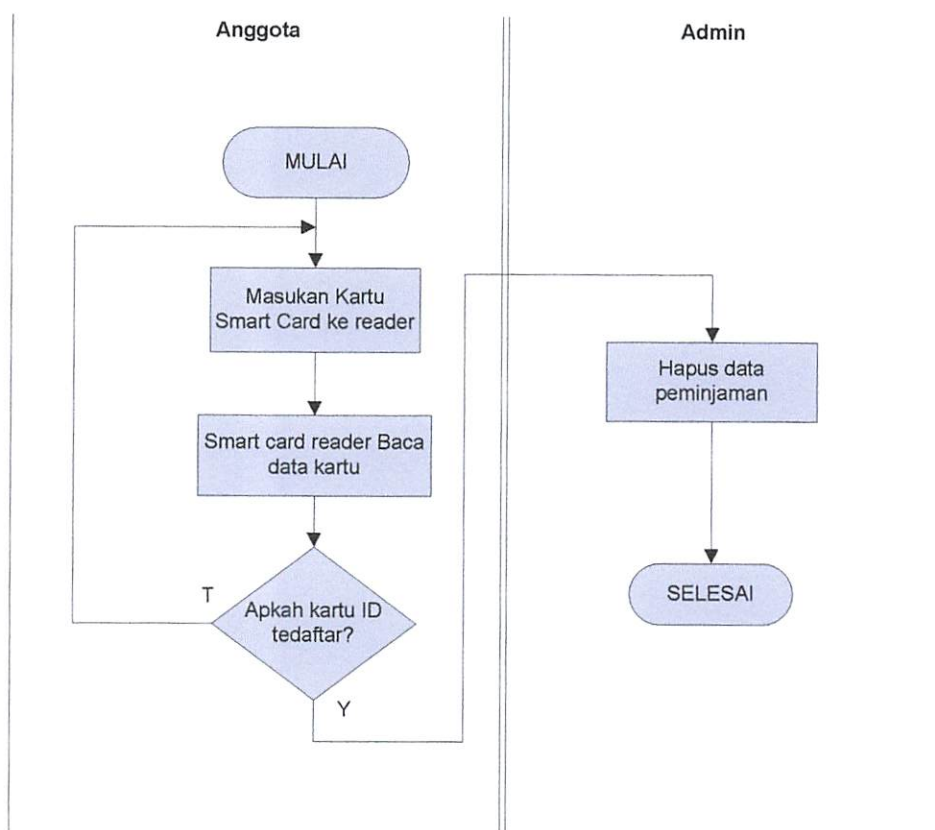 Anggota
Admin
MULAI
Masukan Kartu
Smart Card ke reader
Smart card reader Baca
data kartu
Apkah kartu ID
tedaftar?
T
Y
Hapus data
peminjaman
SELESAI